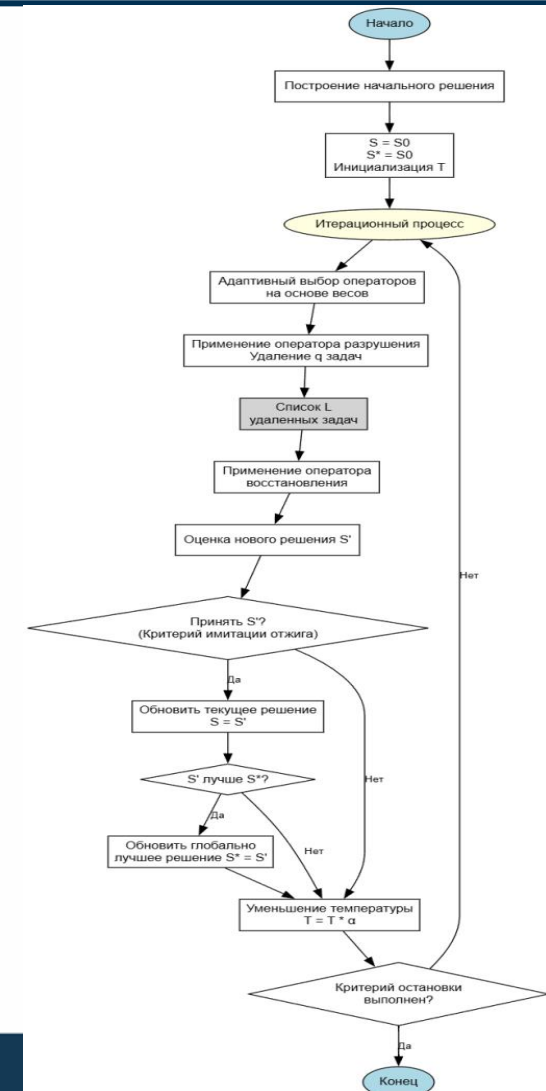 Начало
Построение начального решения
S = S0
S* = S0
Инициализация T
Итерационный процесс
Адаптивный выбор операторов
на основе весов
Применение оператора разрушения
Удаление q задач
Список L
удаленных задач
Применение оператора
восстановления
Оценка нового решения S'
Нет
Принять S'?
(Критерий имитации отжига)
Да
Обновить текущее решение
S = S'
S' лучше S*?
Нет
Да
Обновить глобально
лучшее решение S* = S'
Нет
Уменьшение температуры
T = T * α
Критерий остановки
выполнен?
Да
Конец